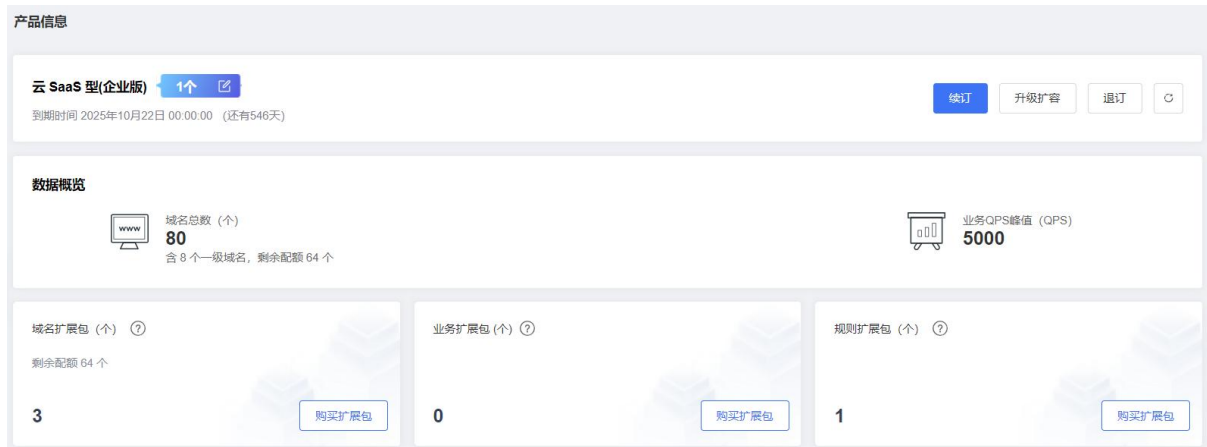 产品信息
云 SaaS 型(企业版) 1个
到期时间 2025年10月22日 00:00:00 (还有546天)
续订 升级扩容 退订
数据概览
www
域名总数（个）
80
含 8 个一级域名，剩余配额 64 个
业务QPS峰值（QPS）
5000
域名扩展包（个） ?
剩余配额 64 个
3
购买扩展包
业务扩展包 (个) ?
0
购买扩展包
规则扩展包（个） ?
1
购买扩展包